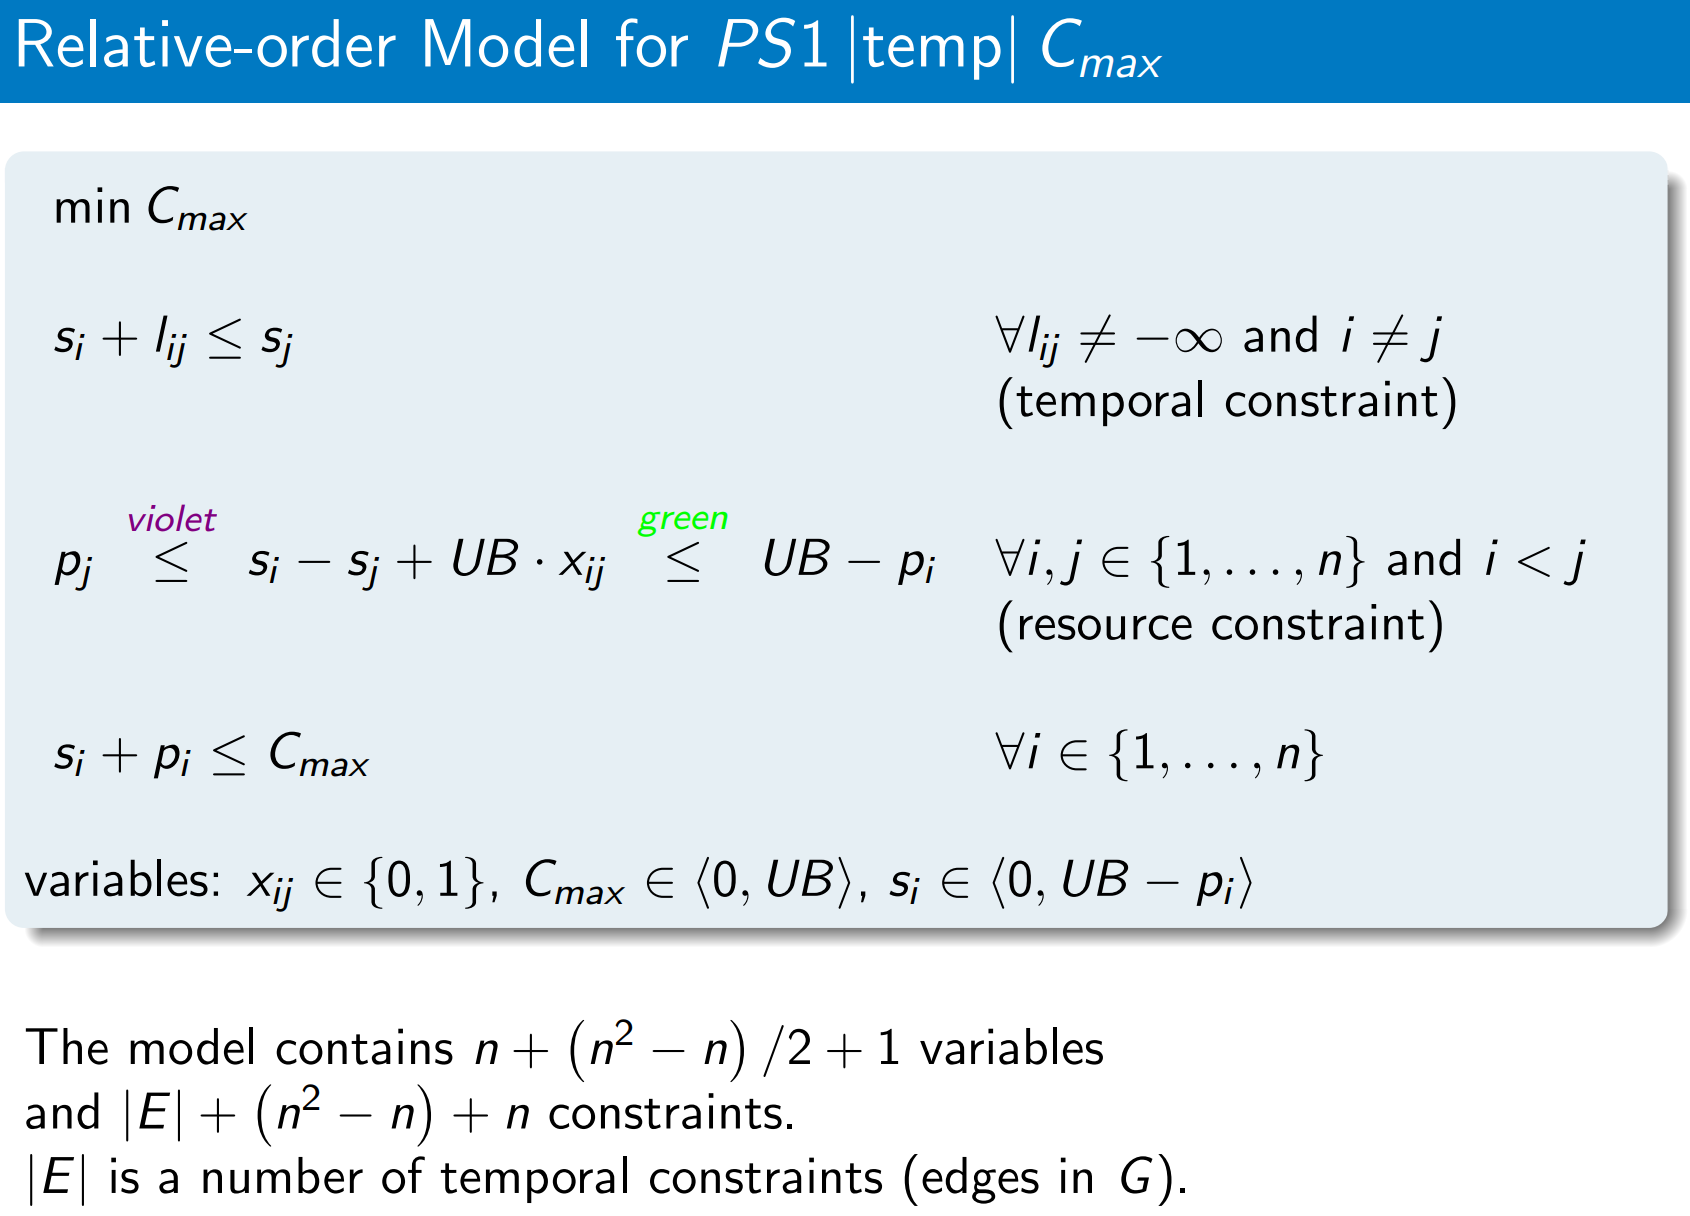 Relative-order Model for PS1 |temp| C_max
min C_max
s_i + l_ij ≤ s_j ∀l_ij ≠ −∞ and i ≠ j
(temporal constraint)
violet green
p_j ≤ s_i − s_j + UB · x_ij ≤ UB − p_i ∀i, j ∈ {1, . . . , n} and i < j
(resource constraint)
s_i + p_i ≤ C_max ∀i ∈ {1, . . . , n}
variables: x_ij ∈ {0, 1}, C_max ∈ ⟨0, UB⟩, s_i ∈ ⟨0, UB − p_i⟩
The model contains n + (n² − n) /2 + 1 variables
and |E| + (n² − n) + n constraints.
|E| is a number of temporal constraints (edges in G).